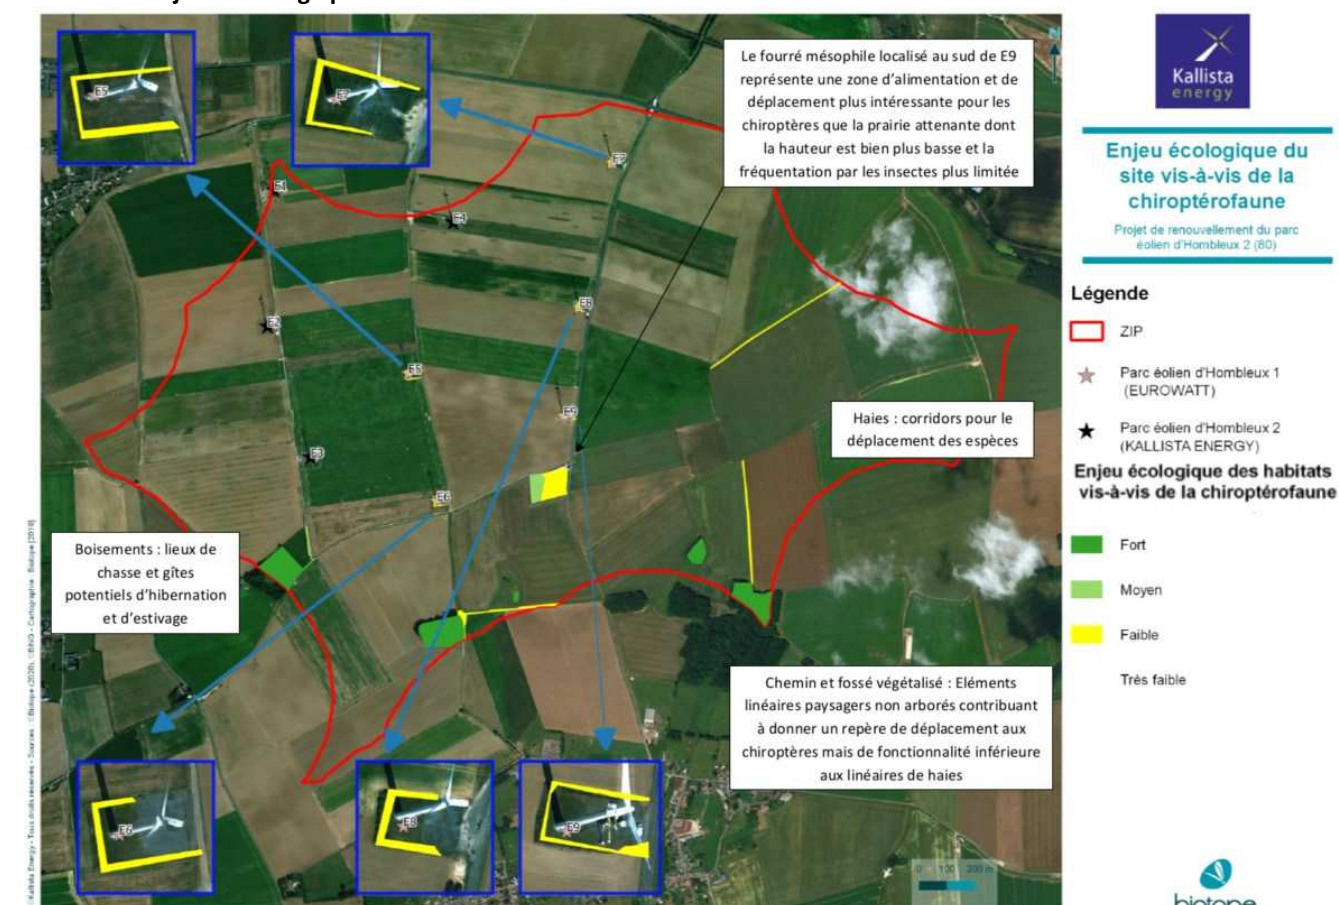 Le fourré mésophile localisé au sud de E9
représente une zone d'alimentation et de
déplacement plus intéressante pour les
chiroptères que la prairie attenante dont
la hauteur est bien plus basse et la
fréquentation par les insectes plus limitée
E5
E4
E8
E5
E9
E3
E6
Haies : corridors pour le
déplacement des espèces
Boisements : lieux de
chasse et gîtes
potentiels d'hibernation
et d'estivage
Chemin et fossé végétalisé : Eléments
linéaires paysagers non arborés contribuant
à donner un repère de déplacement aux
chiroptères mais de fonctionnalité inférieure
aux linéaires de haies
E6
E8
E9
0 100 200 m
Kallista
energy
Enjeu écologique du
site vis-à-vis de la
chiroptérofaune
Projet de renouvellement du parc
éolien d'Hombleux 2 (80)
Légende
ZIP
Parc éolien d'Hombleux 1
(EUROWATT)
Parc éolien d'Hombleux 2
(KALLISTA ENERGY)
Enjeu écologique des habitats
vis-à-vis de la chiroptérofaune
Fort
Moyen
Faible
Très faible
biotope